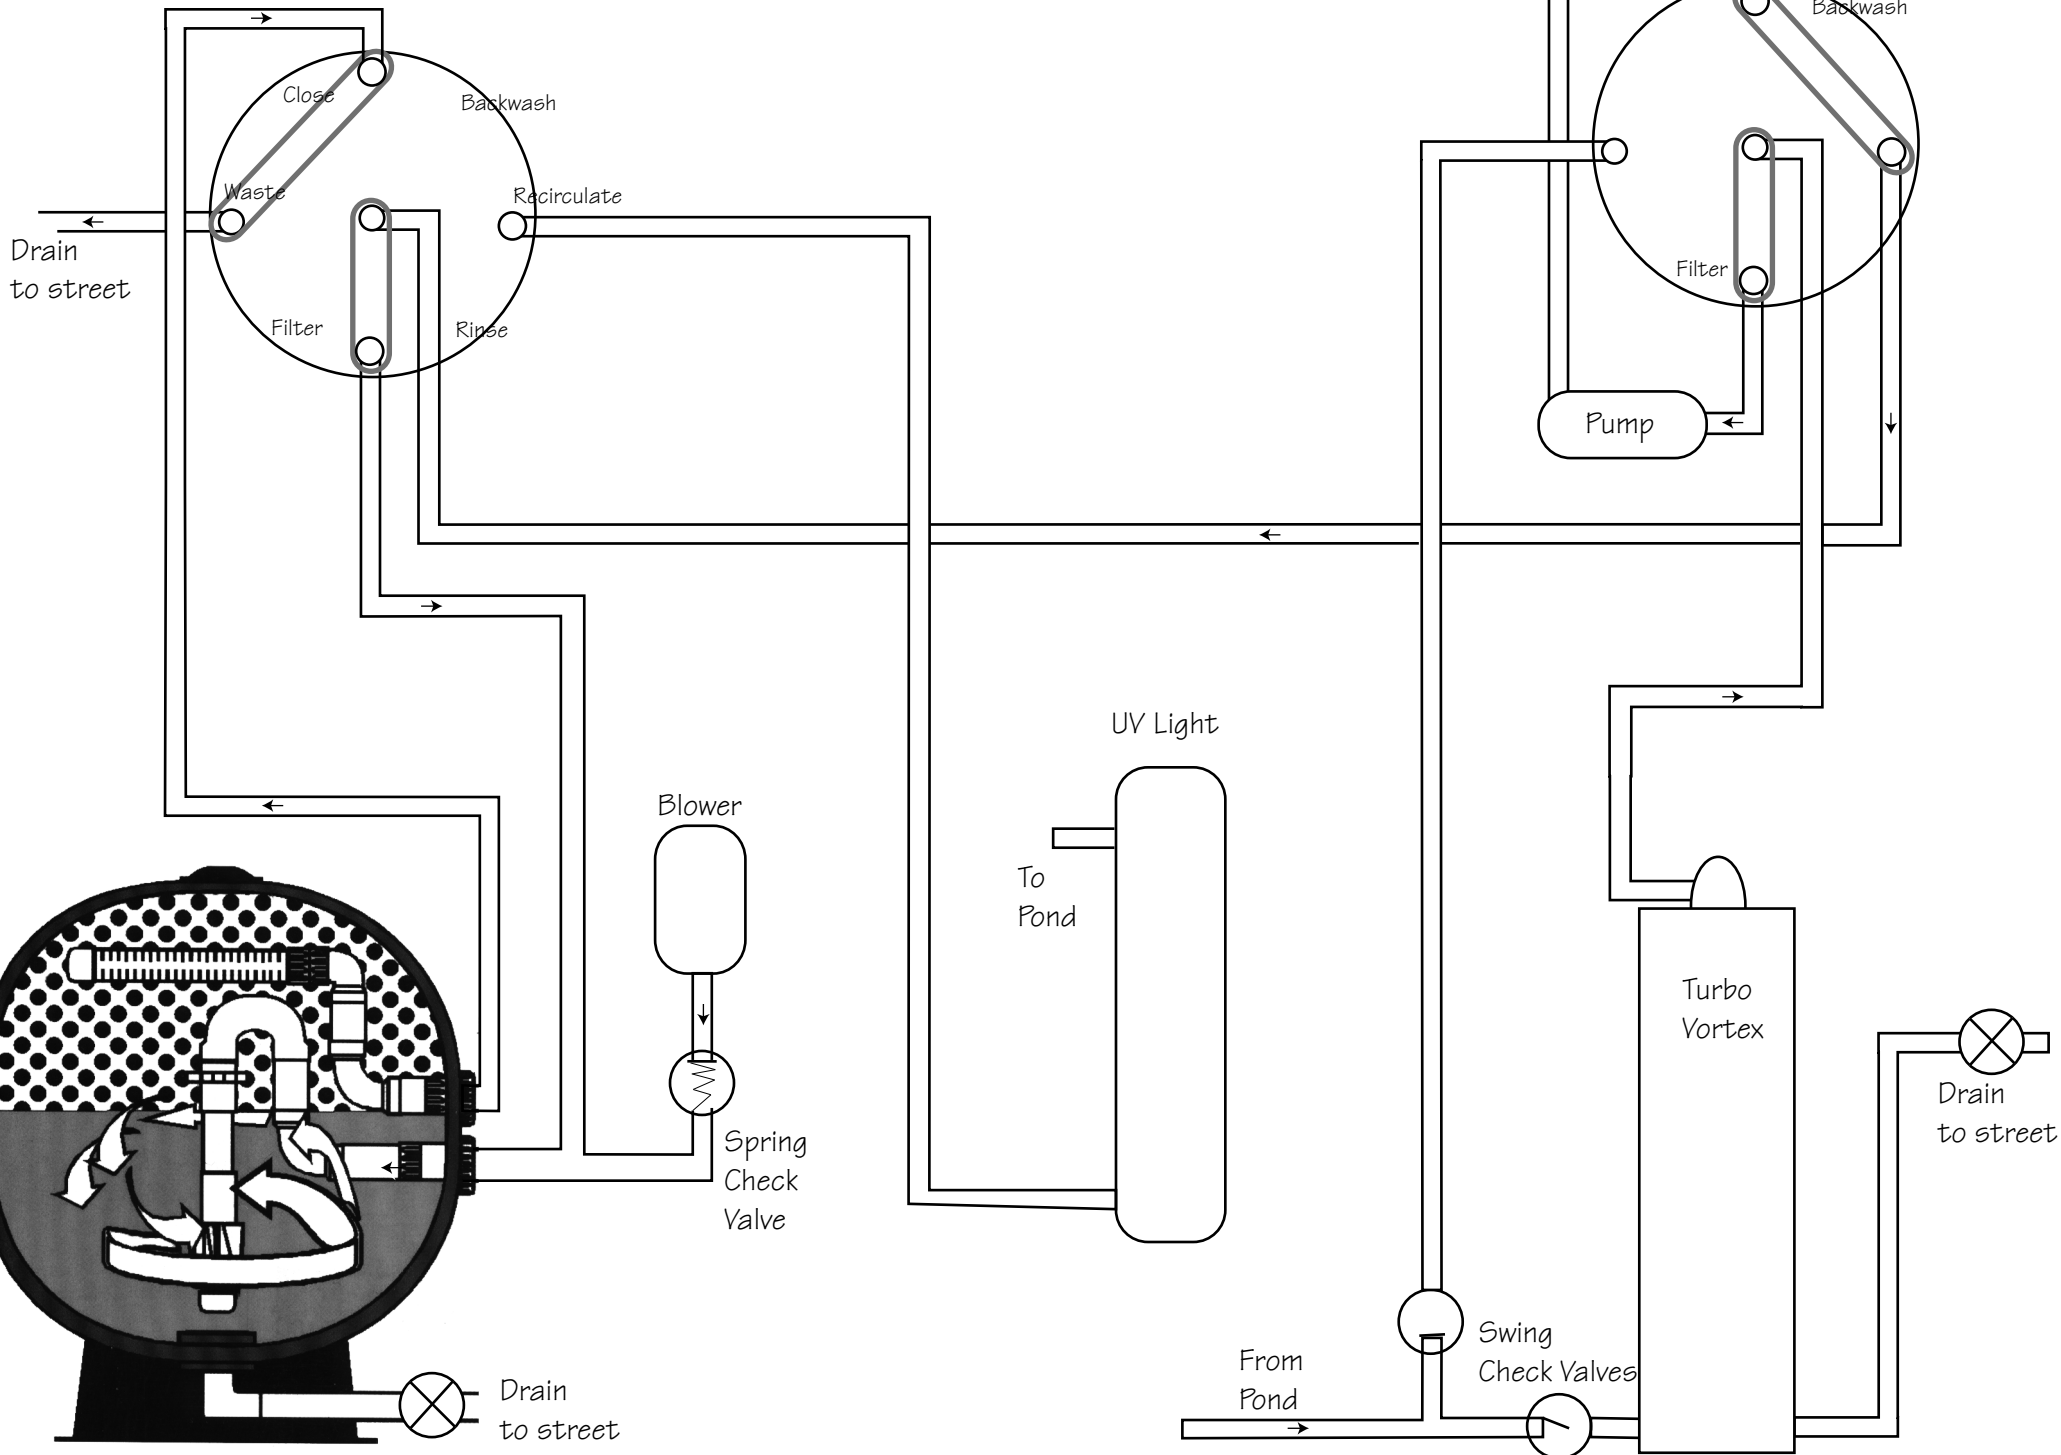 Backwash
Close
Backwash
Waste
Recirculate
Drain
to street
Filter
Rinse
Filter
Pump
UV Light
Blower
To
Pond
Turbo
Vortex
Drain
to street
Spring
Check
Valve
From
Pond
Swing
Check Valves
Drain
to street